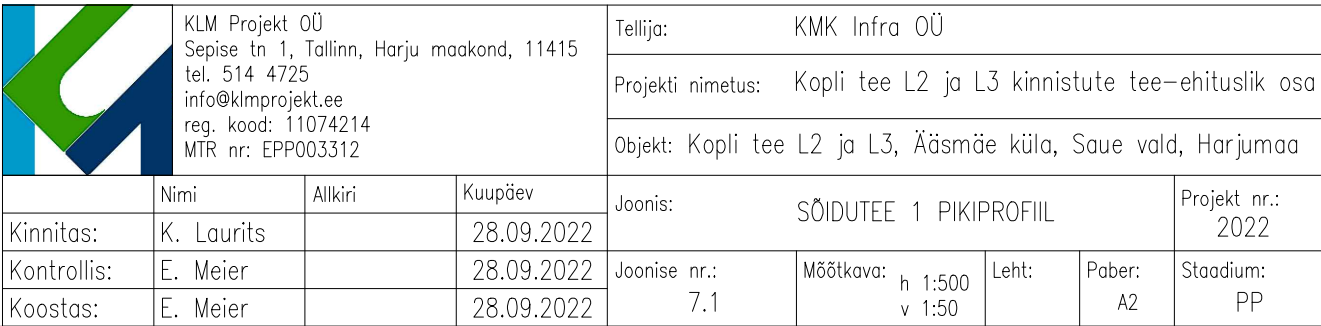 KLM Projekt OÜ
Sepise tn 1, Tallinn, Harju maakond, 11415
tel. 514 4725
info@klmprojekt.ee
reg. kood: 11074214
MTR nr: EPP003312
Tellija: KMK Infra OÜ
Projekti nimetus: Kopli tee L2 ja L3 kinnistute tee-ehituslik osa
Objekt: Kopli tee L2 ja L3, Ääsmäe küla, Saue vald, Harjumaa
Nimi Allkiri Kuupäev
Kinnitas: K. Laurits 28.09.2022
Kontrollis: E. Meier 28.09.2022
Koostas: E. Meier 28.09.2022
Joonis: SÕIDUTEE 1 PIKIPROFIIL
Projekt nr.:
2022
Joonise nr.:
7.1
Mõõtkava: h 1:500
v 1:50
Leht:
Paber:
A2
Staadium:
PP